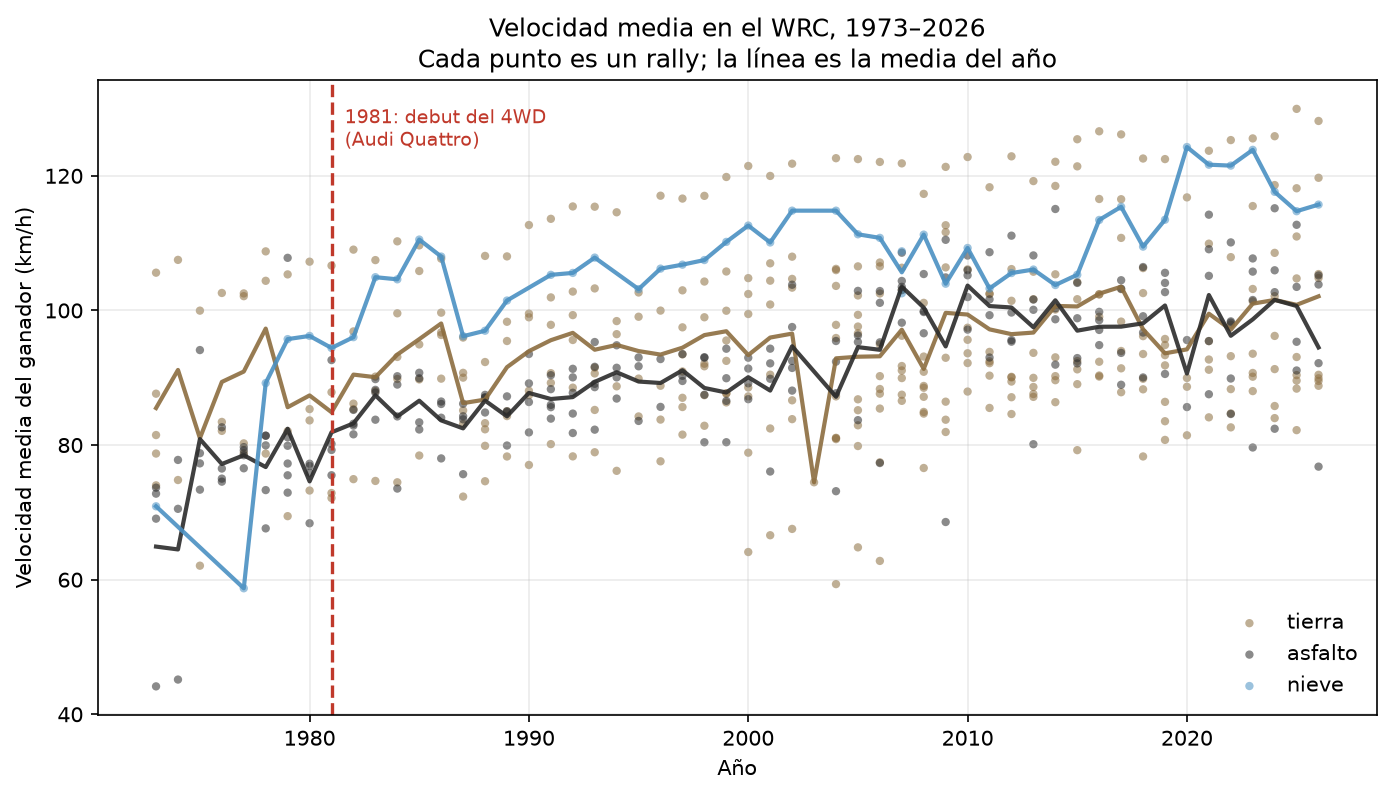 Velocidad media en el WRC, 1973–2026
Cada punto es un rally; la línea es la media del año
1981: debut del 4WD
(Audi Quattro)
Velocidad media del ganador (km/h)
120
100
80
60
40
tierra
asfalto
nieve
1980
1990
2000
2010
2020
Año